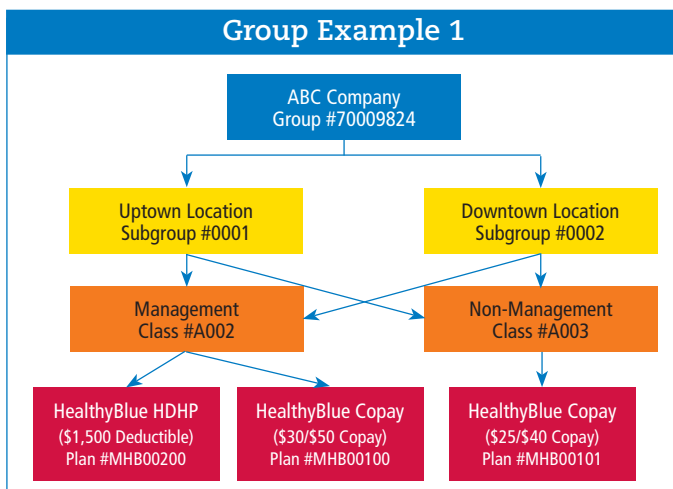 Group Example 1
ABC Company
Group #70009824
Uptown Location
Subgroup #0001
Downtown Location
Subgroup #0002
Management
Class #A002
Non-Management
Class #A003
HealthyBlue HDHP
($1,500 Deductible)
Plan #MHB00200
HealthyBlue Copay
($30/$50 Copay)
Plan #MHB00100
HealthyBlue Copay
($25/$40 Copay)
Plan #MHB00101